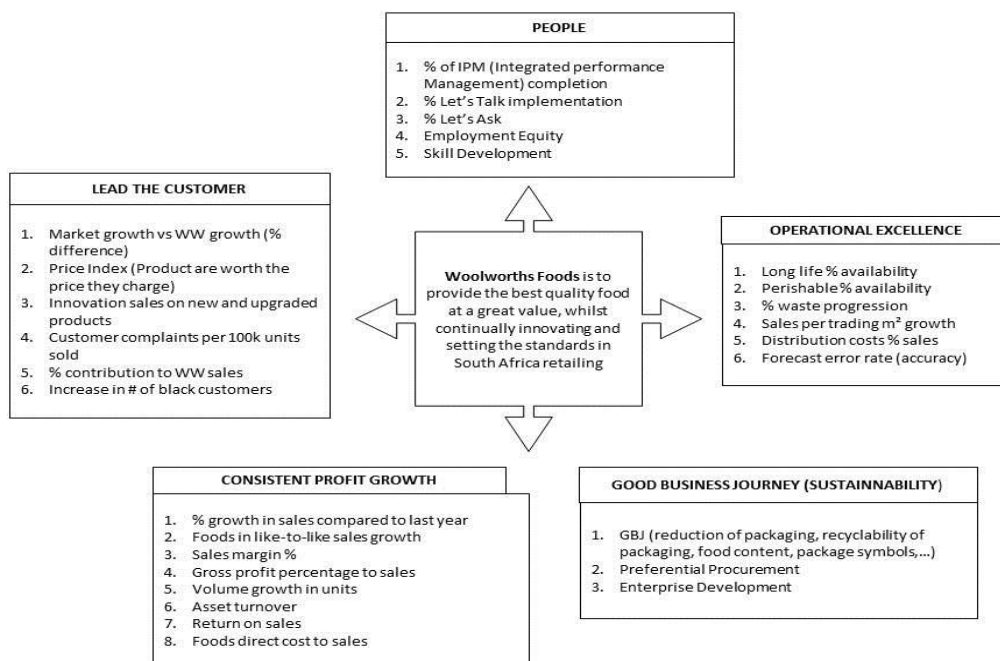 PEOPLE
1. % of IPM (Integrated performance
Management) completion
2. % Let's Talk implementation
3. % Let's Ask
4. Employment Equity
5. Skill Development
LEAD THE CUSTOMER
1. Market growth vs WW growth (%
difference)
2. Price Index (Product are worth the
price they charge)
3. Innovation sales on new and upgraded
products
4. Customer complaints per 100k units
sold
5. % contribution to WW sales
6. Increase in # of black customers
Woolworths Foods is to
provide the best quality food
at a great value, whilst
continually innovating and
setting the standards in
South Africa retailing
OPERATIONAL EXCELLENCE
1. Long life % availability
2. Perishable % availability
3. % waste progression
4. Sales per trading m² growth
5. Distribution costs % sales
6. Forecast error rate (accuracy)
CONSISTENT PROFIT GROWTH
1. % growth in sales compared to last year
2. Foods in like-to-like sales growth
3. Sales margin %
4. Gross profit percentage to sales
5. Volume growth in units
6. Asset turnover
7. Return on sales
8. Foods direct cost to sales
GOOD BUSINESS JOURNEY (SUSTAINNABILITY)
1. GBJ (reduction of packaging, recyclability of
packaging, food content, package symbols,...)
2. Preferential Procurement
3. Enterprise Development